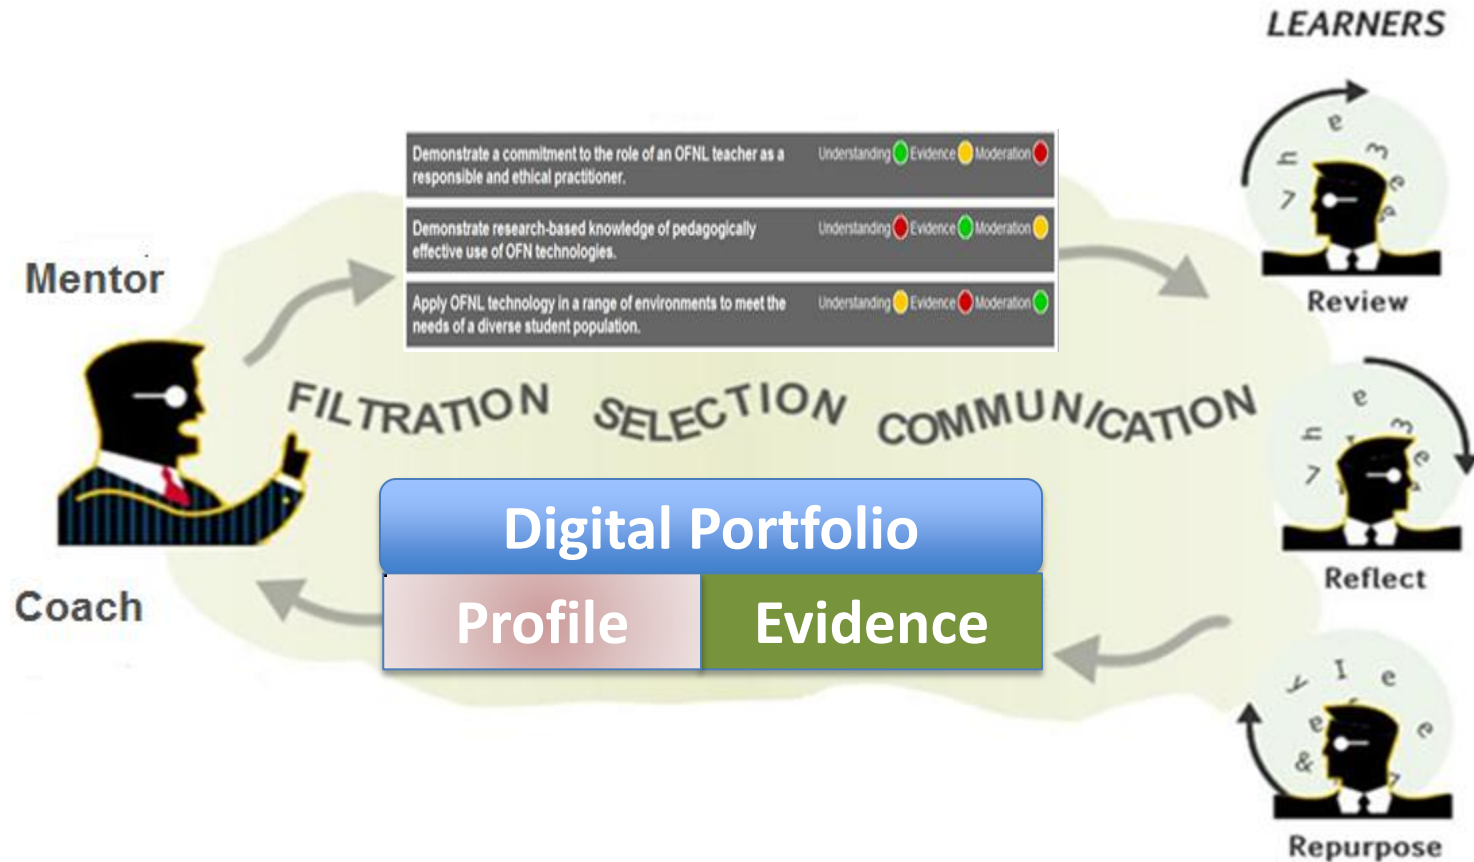 LEARNERS
Demonstrate a commitment to the role of an OFNL teacher as a
responsible and ethical practitioner.
Understanding Evidence Moderation
Demonstrate research-based knowledge of pedagogically
effective use of OFN technologies.
Understanding Evidence Moderation
Apply OFNL technology in a range of environments to meet the
needs of a diverse student population.
Understanding Evidence Moderation
Mentor
Review
FILTRATION SELECTION COMMUNICATION
Digital Portfolio
Profile
Evidence
Coach
Reflect
Repurpose